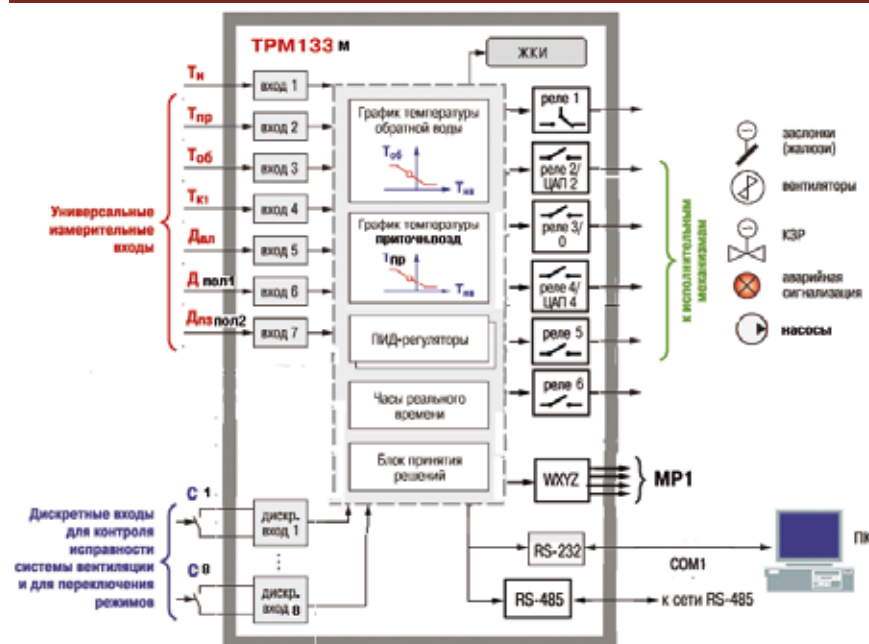 ТРМ133 м
ЖКИ
Тн
вход 1
Тпр
вход 2
Тоб
вход 3
Тк1
вход 4
Двл
вход 5
Д пол1
вход 6
Длз пол2
вход 7
Универсальные
измерительные
входы
График температуры
обратной воды
Тоб
Тнв
График температуры
приточн.возд
Тпр
Тнв
ПИД-регуляторы
Часы реального
времени
Блок принятия
решений
реле 1
реле 2/
ЦАП 2
реле 3/
0
реле 4/
ЦАП 4
реле 5
реле 6
WXYZ
МР1
к исполнительным
механизмам
заслонки
(жалюзи)
вентиляторы
КЗР
аварийная
сигнализация
насосы
С 1
дискр.
вход 1
С 8
дискр.
вход 8
Дискретные входы
для контроля
исправности
системы вентиляции
и для переключения
режимов
RS-232
COM1
ПК
RS-485
к сети RS-485